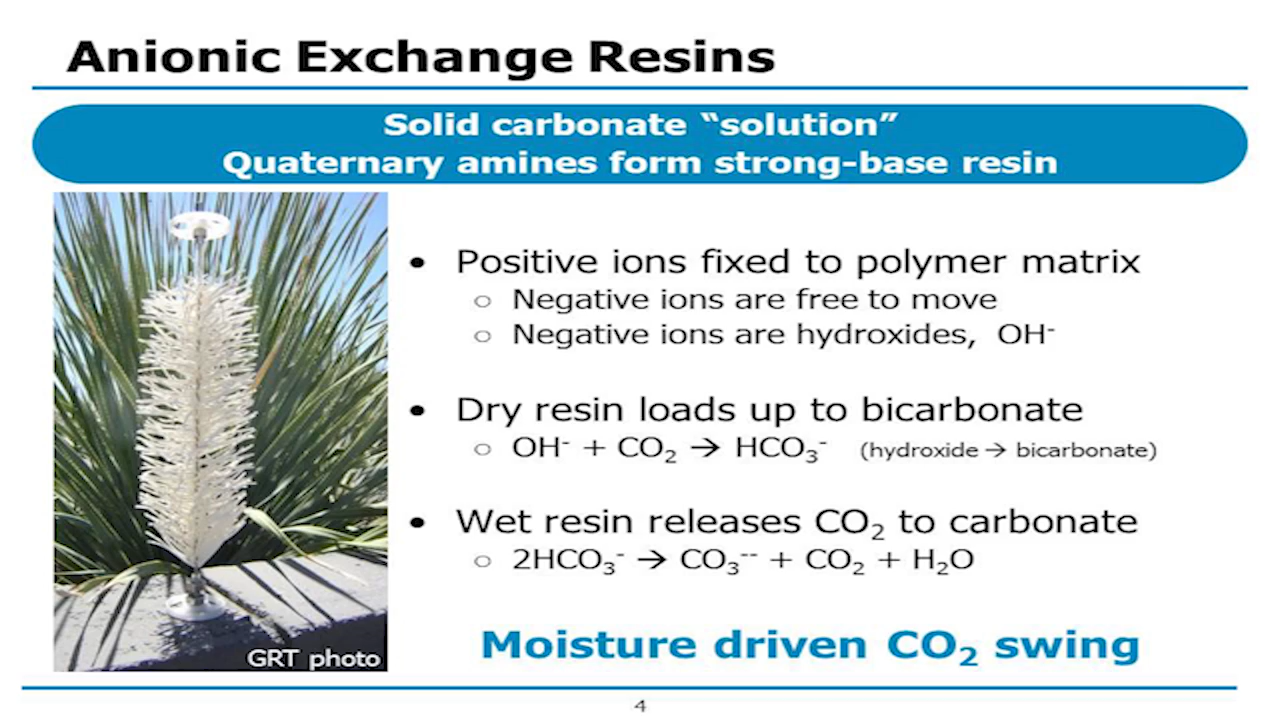 Anionic Exchange Resins
Solid carbonate “solution”
Quaternary amines form strong-base resin
• Positive ions fixed to polymer matrix
○ Negative ions are free to move
○ Negative ions are hydroxides, OH⁻
• Dry resin loads up to bicarbonate
○ OH⁻ + CO₂ → HCO₃⁻ (hydroxide → bicarbonate)
• Wet resin releases CO₂ to carbonate
○ 2HCO₃⁻ → CO₃⁻⁻ + CO₂ + H₂O
GRT photo
Moisture driven CO₂ swing
4